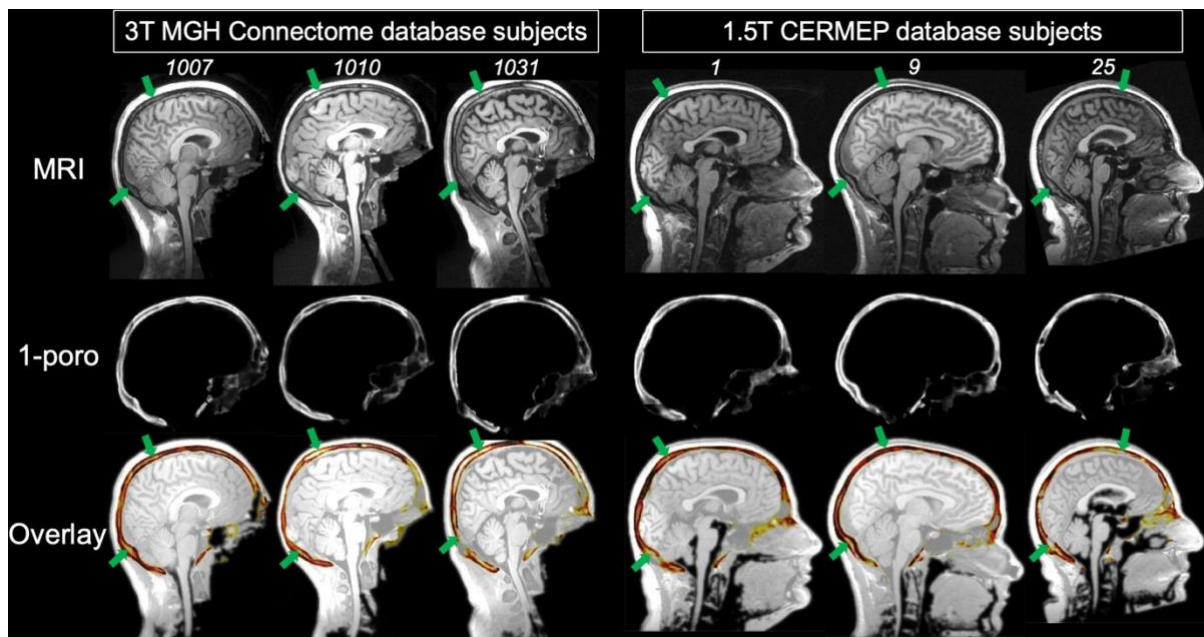 3T MGH Connectome database subjects
1.5T CERMEP database subjects
1007
1010
1031
1
9
25
MRI
1-poro
Overlay